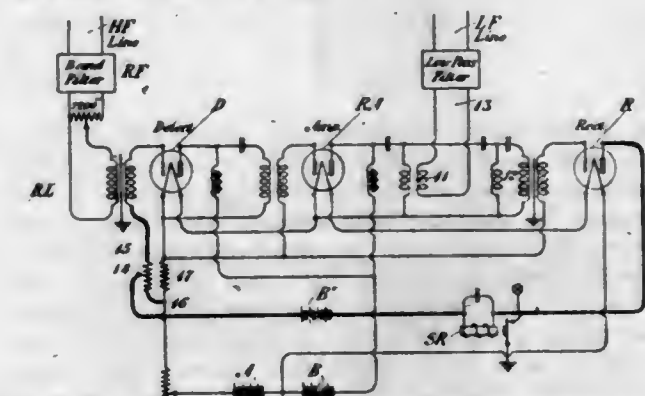 HF
Line
Band
Filter
RF
LF
Line
Low Pass
Filter
D
RA
13
R
Detect
Amp
Rect
RL
41
15
14
17
16
B"
SR
A
B